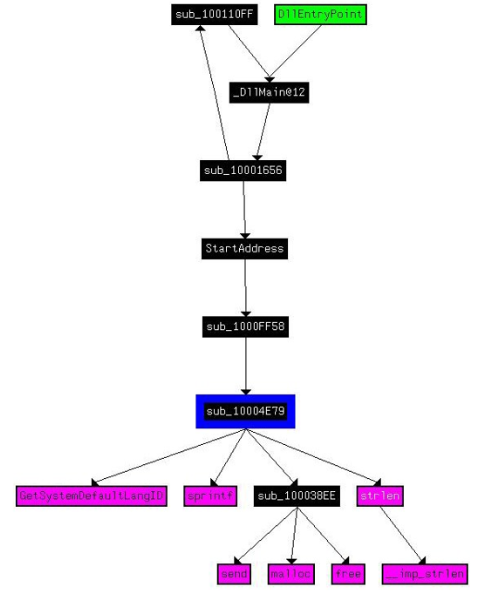 sub_100110FF DllEntryPoint
_DllMain@12
sub_10001656
StartAddress
sub_1000FF58
sub_10004E79
GetSystemDefaultLangID sprintf sub_100038EE strlen
send malloc free __imp_strlen